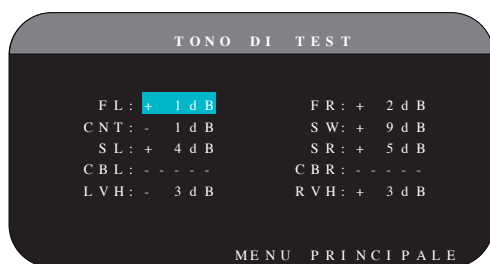 TONO DI TEST
FL: + 1dB FR: + 2dB
CNT: - 1dB SW: + 9dB
SL: + 4dB SR: + 5dB
CBL: ----- CBR: -----
LVH: - 3dB RVH: + 3dB
MENU PRINCIPALE